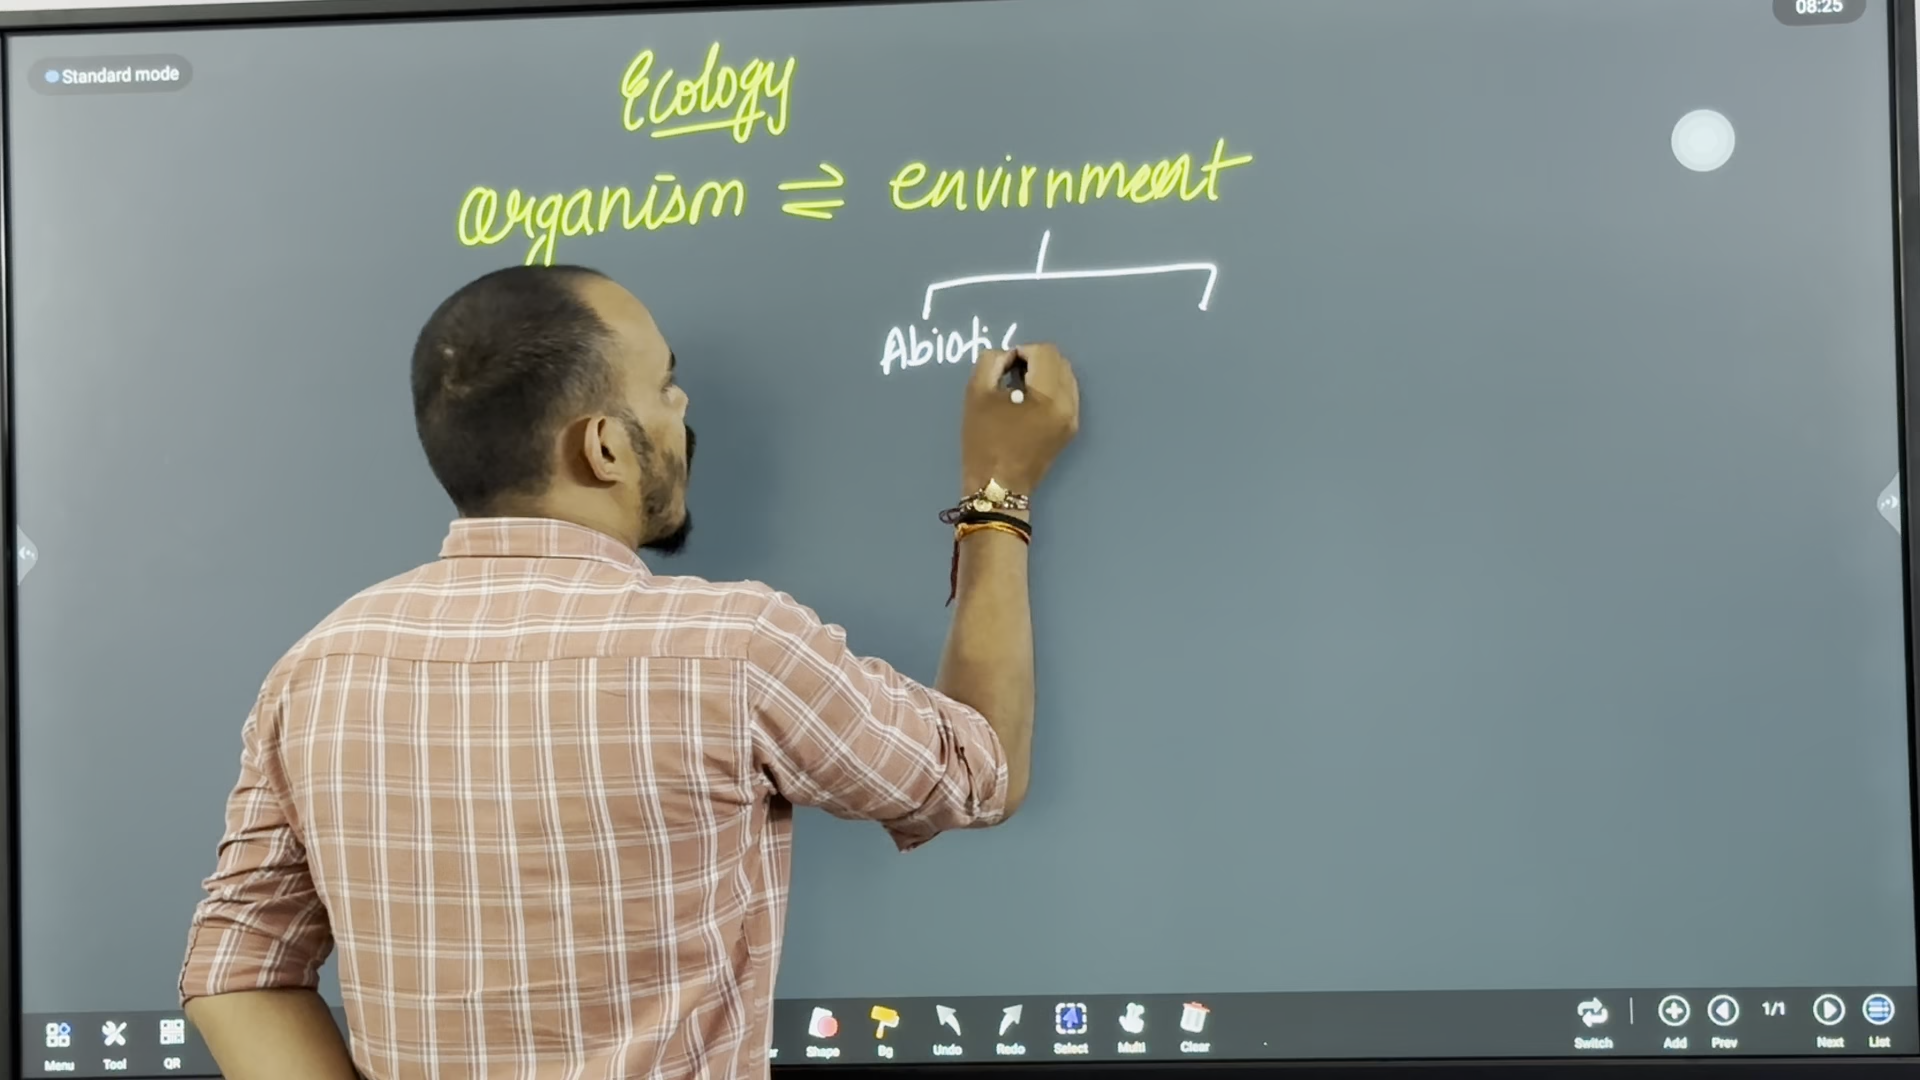 08:25
Standard mode
Ecology
organism ⇌ envirnment
Abiotic
Menu Tool QR Shape Bg Undo Redo Select Multi Clear Switch Add Prev 1/1 Next List